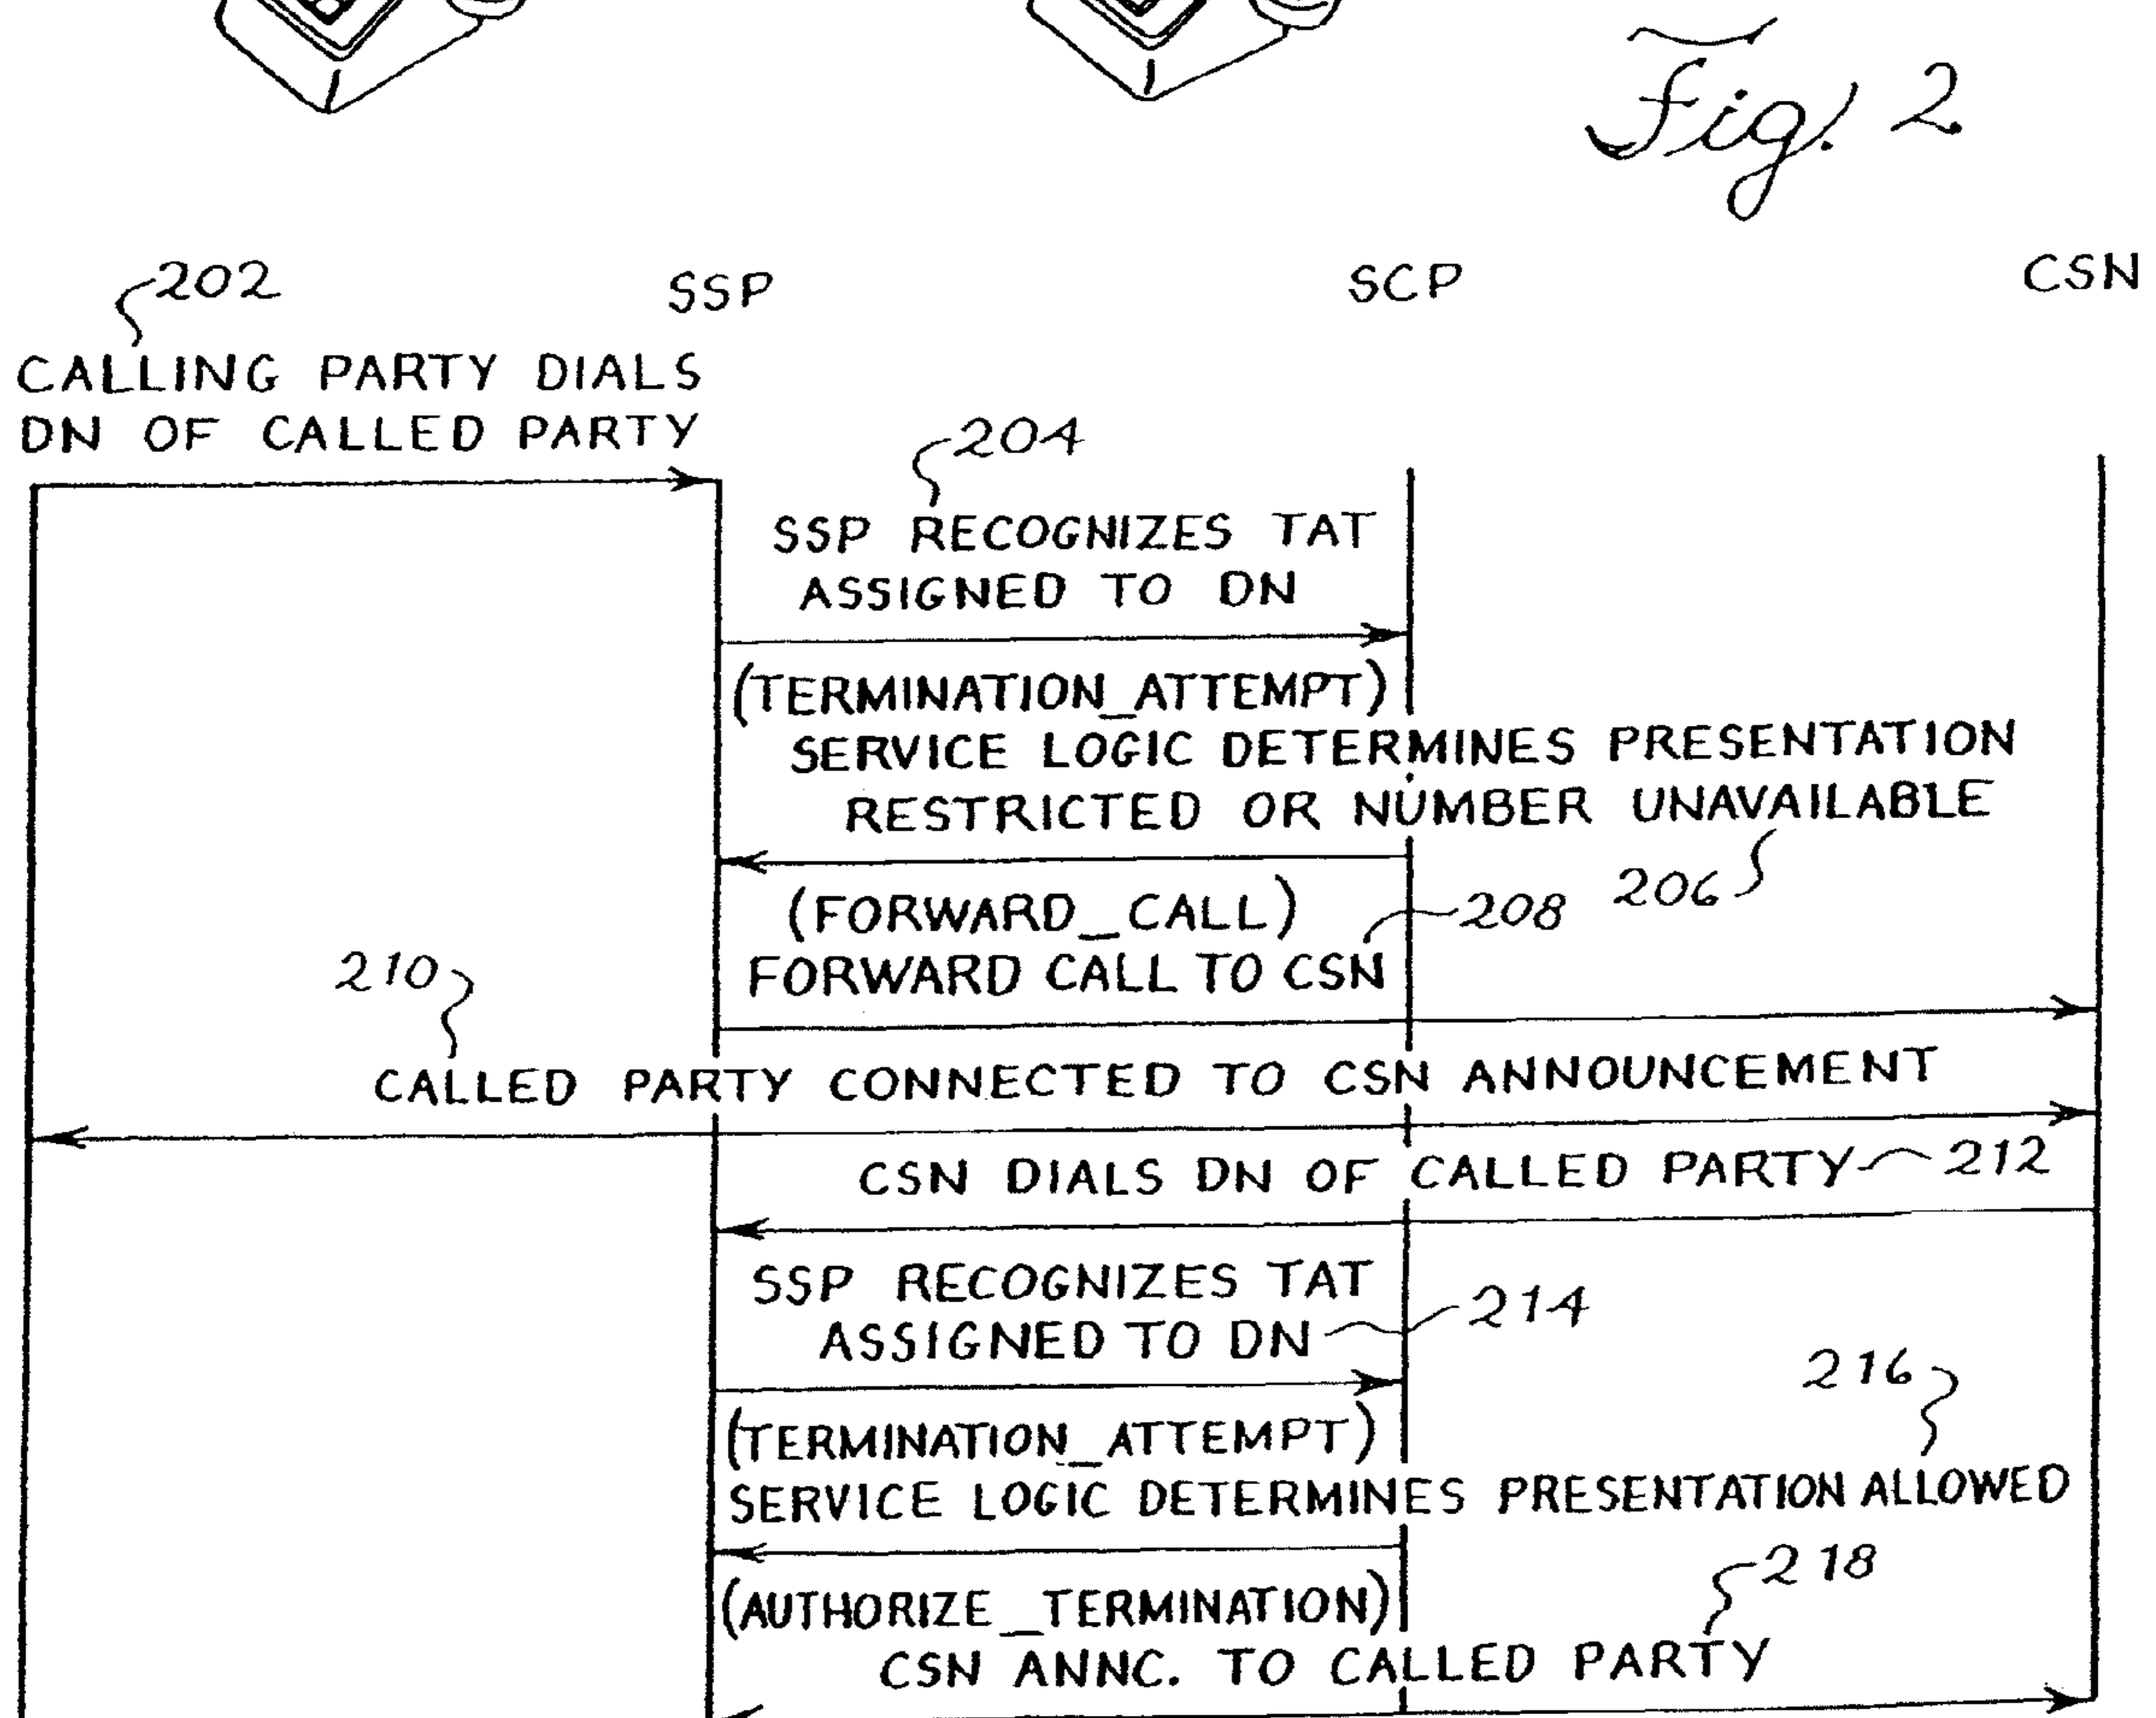 Fig. 2
202
SSP
SCP
CSN
CALLING PARTY DIALS
DN OF CALLED PARTY
204
SSP RECOGNIZES TAT
ASSIGNED TO DN
(TERMINATION_ATTEMPT)
SERVICE LOGIC DETERMINES PRESENTATION
RESTRICTED OR NUMBER UNAVAILABLE
206
(FORWARD_CALL)
208
FORWARD CALL TO CSN
210
CALLED PARTY CONNECTED TO CSN ANNOUNCEMENT
CSN DIALS DN OF CALLED PARTY 212
SSP RECOGNIZES TAT
ASSIGNED TO DN 214
216
(TERMINATION_ATTEMPT)
SERVICE LOGIC DETERMINES PRESENTATION ALLOWED
218
(AUTHORIZE_TERMINATION)
CSN ANNC. TO CALLED PARTY